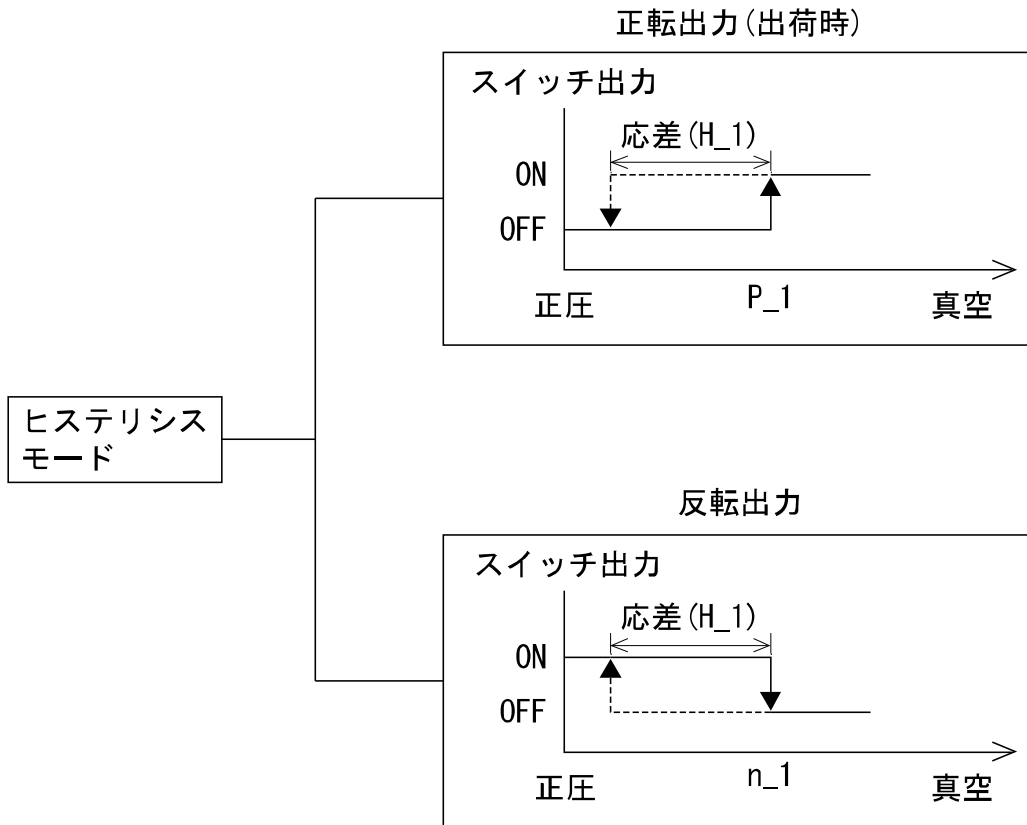 正転出力(出荷時)
スイッチ出力
応差(H_1)
ON
OFF
正圧
P_1
真空
ヒステリシス
モード
反転出力
スイッチ出力
応差(H_1)
ON
OFF
正圧
n_1
真空